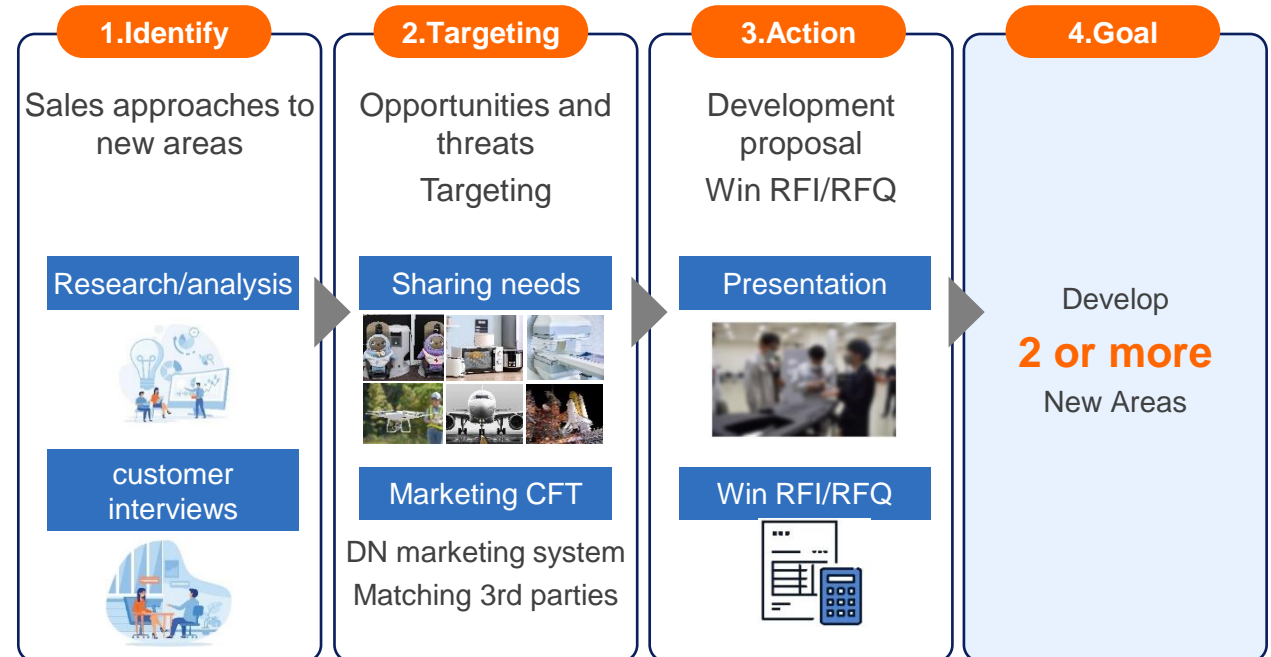 1.Identify
Sales approaches to
new areas
Research/analysis
customer
interviews
2.Targeting
Opportunities and
threats
Targeting
Sharing needs
Marketing CFT
DN marketing system
Matching 3rd parties
3.Action
Development
proposal
Win RFI/RFQ
Presentation
Win RFI/RFQ
4.Goal
Develop
2 or more
New Areas